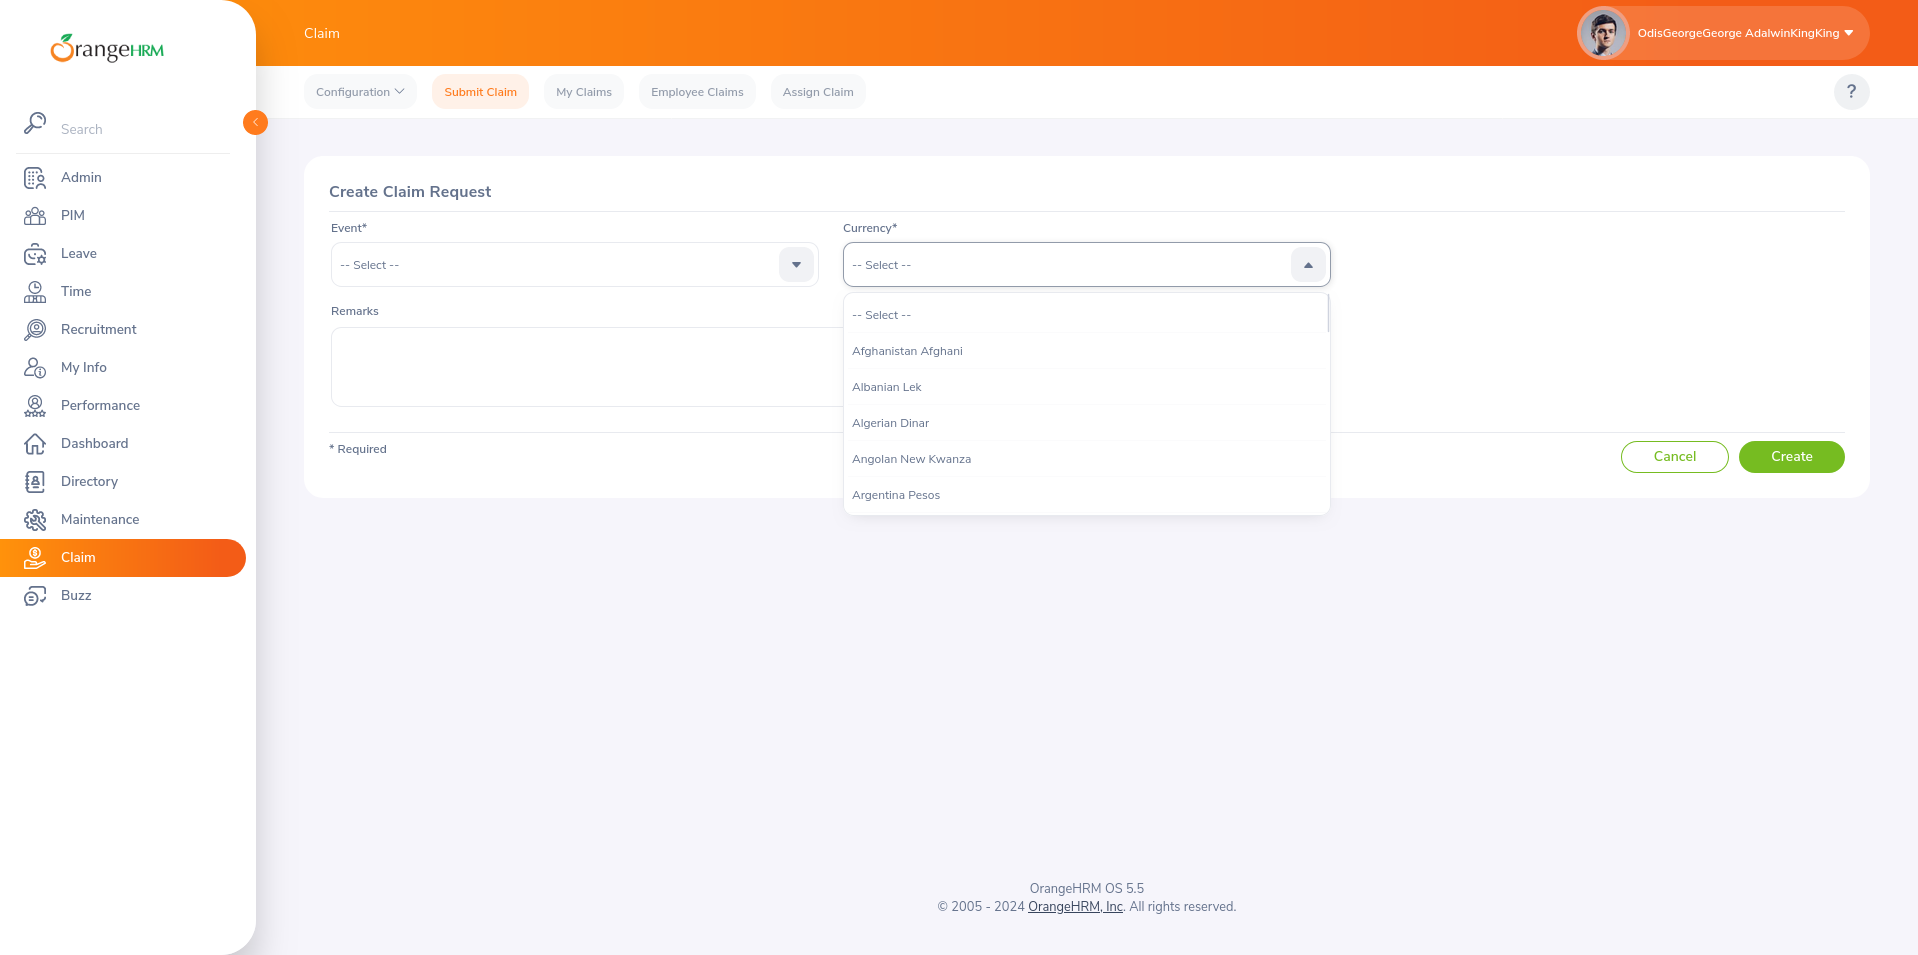 OrangeHRM
Search
Admin
PIM
Leave
Time
Recruitment
My Info
Performance
Dashboard
Directory
Maintenance
Claim
Buzz
Claim
OdisGeorgeGeorge AdalwinKingKing
Configuration
Submit Claim
My Claims
Employee Claims
Assign Claim
?
Create Claim Request
Event*
Currency*
-- Select --
-- Select --
-- Select --
Afghanistan Afghani
Albanian Lek
Algerian Dinar
Angolan New Kwanza
Argentina Pesos
Remarks
* Required
Cancel
Create
OrangeHRM OS 5.5
© 2005 - 2024 OrangeHRM, Inc. All rights reserved.